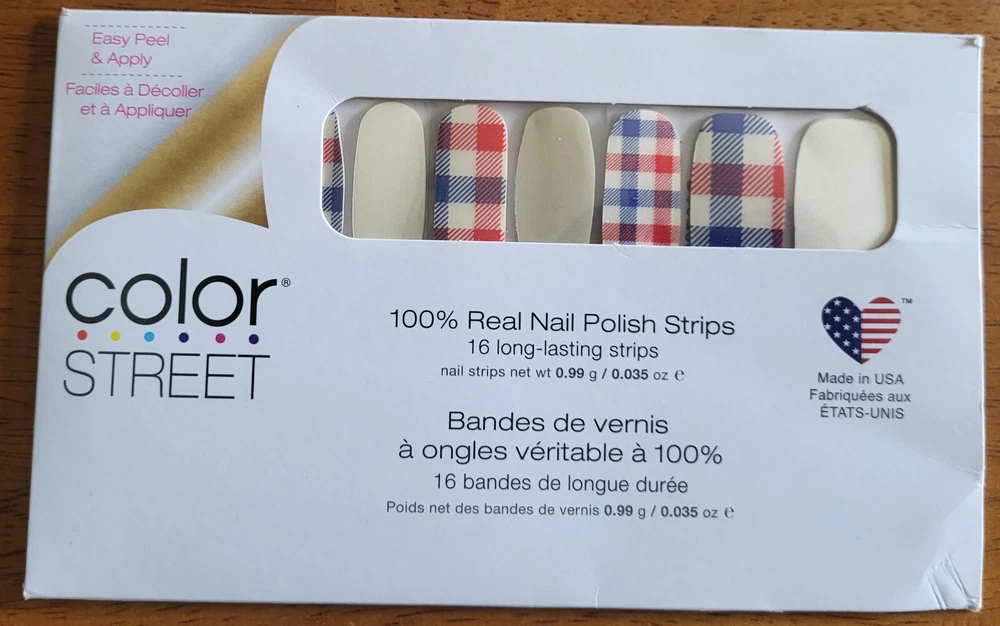 Easy Peel
& Apply
Faciles à Décoller
et à Appliquer
color®
STREET
100% Real Nail Polish Strips
16 long-lasting strips
nail strips net wt 0.99 g / 0.035 oz ℮
Bandes de vernis
à ongles véritable à 100%
16 bandes de longue durée
Poids net des bandes de vernis 0.99 g / 0.035 oz ℮
™
Made in USA
Fabriquées aux
ÉTATS-UNIS